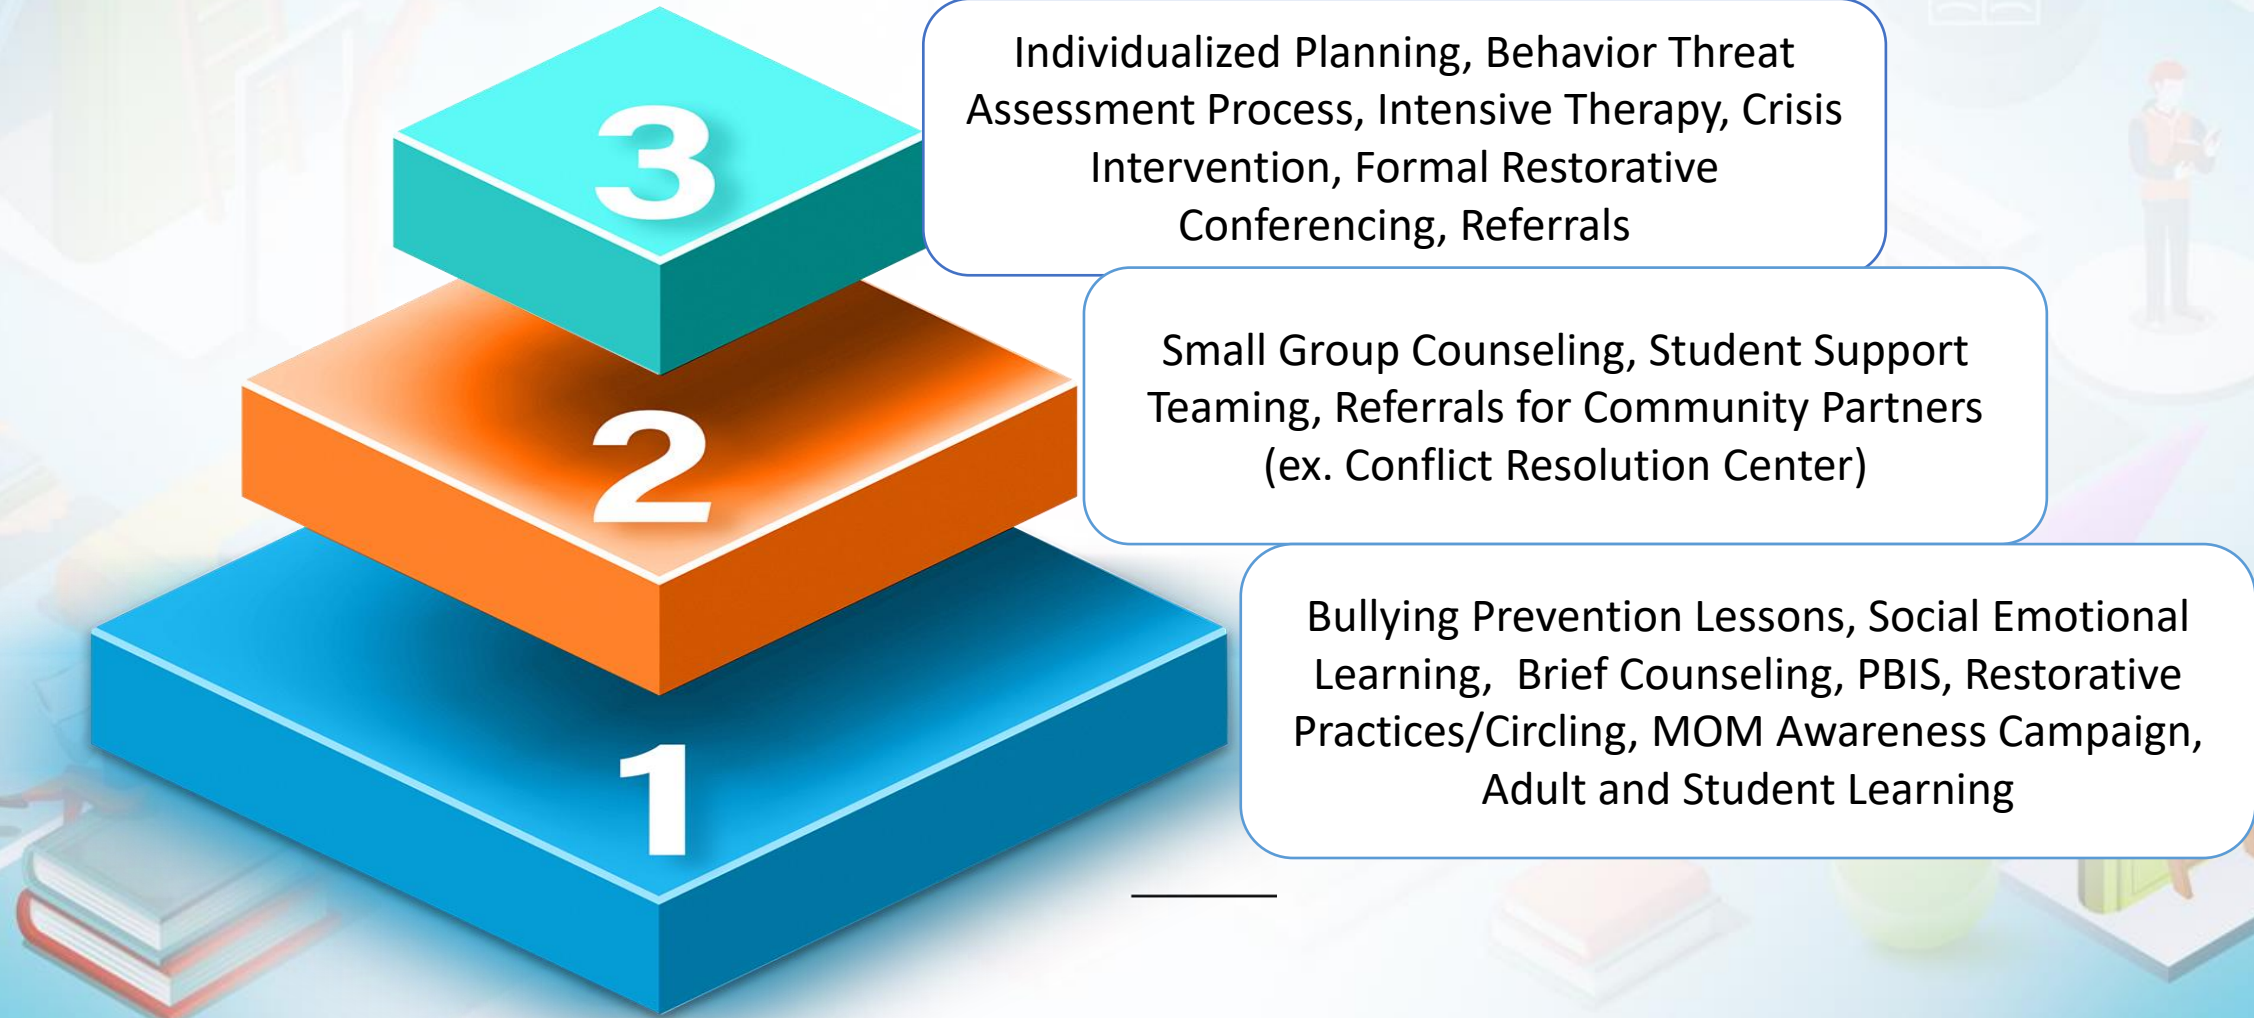 3
Individualized Planning, Behavior Threat
Assessment Process, Intensive Therapy, Crisis
Intervention, Formal Restorative
Conferencing, Referrals
2
Small Group Counseling, Student Support
Teaming, Referrals for Community Partners
(ex. Conflict Resolution Center)
1
Bullying Prevention Lessons, Social Emotional
Learning,  Brief Counseling, PBIS, Restorative
Practices/Circling, MOM Awareness Campaign,
Adult and Student Learning